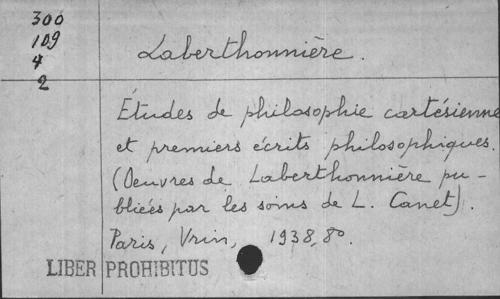 300
109
4
2
Laberthonnière.
Études de philosophie cartésienne
et premiers écrits philosophiques.
(Oeuvres de Laberthonnière pu-
bliées par les soins de L. Canet).
Paris, Vrin, 1938, 8o.
LIBER PROHIBITUS